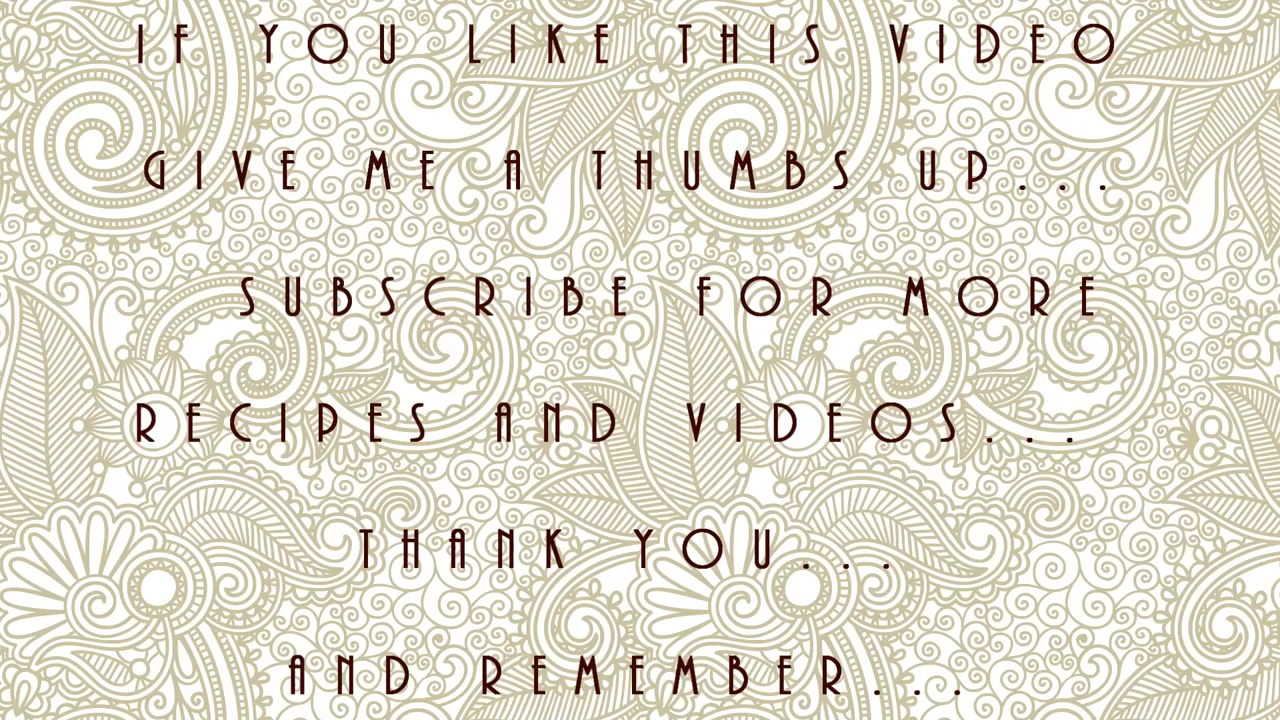 IF YOU LIKE THIS VIDEO
GIVE ME A THUMBS UP...
SUBSCRIBE FOR MORE
RECIPES AND VIDEOS...
THANK YOU...
AND REMEMBER...